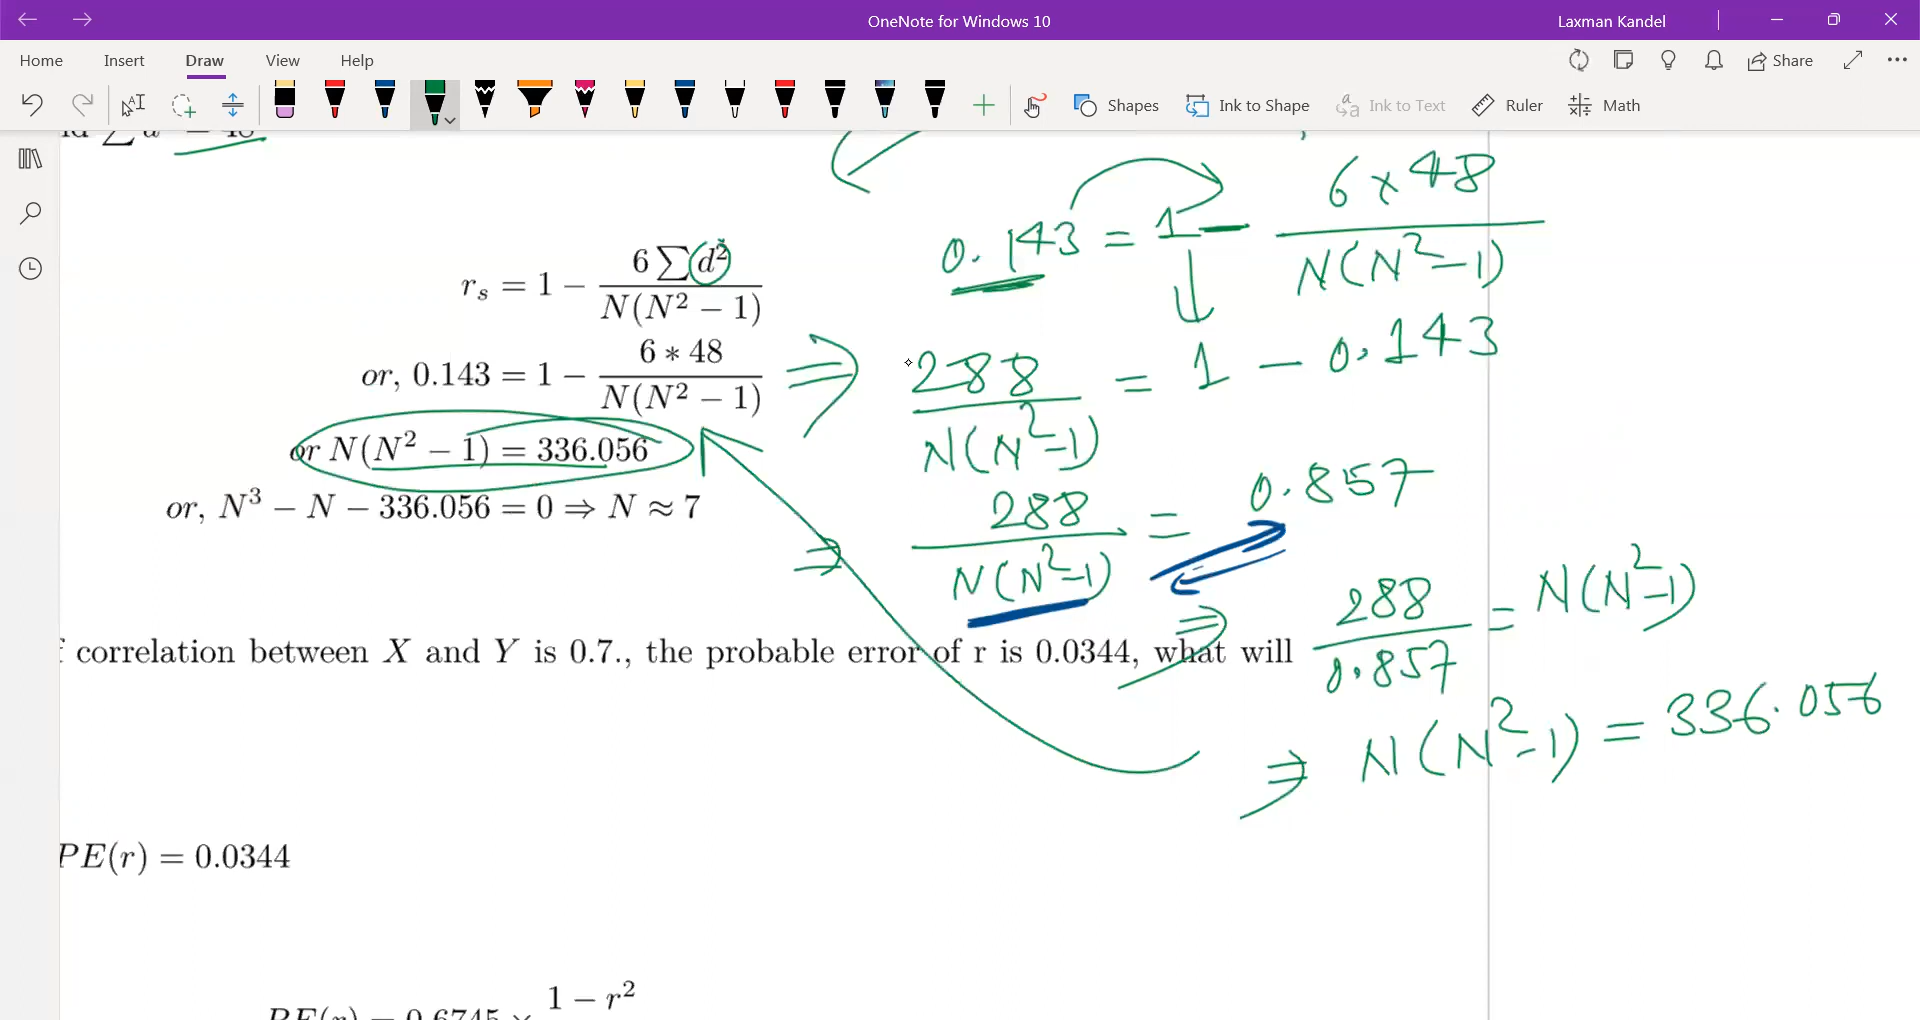 OneNote for Windows 10
Laxman Kandel
Home Insert Draw View Help
Share
Shapes Ink to Shape Ink to Text Ruler Math
r_s = 1 − 6∑d² / N(N² − 1)
or, 0.143 = 1 − 6 * 48 / N(N² − 1)
or N(N² − 1) = 336.056
or, N³ − N − 336.056 = 0 ⇒ N ≈ 7
0.143 = 1 − 6 × 48 / N(N² − 1)
⇒ 288 / N(N² − 1) = 1 − 0.143
⇒ 288 / N(N² − 1) = 0.857
⇒ 288 / 0.857 = N(N² − 1)
⇒ N(N² − 1) = 336.056
correlation between X and Y is 0.7., the probable error of r is 0.0344, what will
PE(r) = 0.0344
PE(r) = 0.6745 × 1 − r²